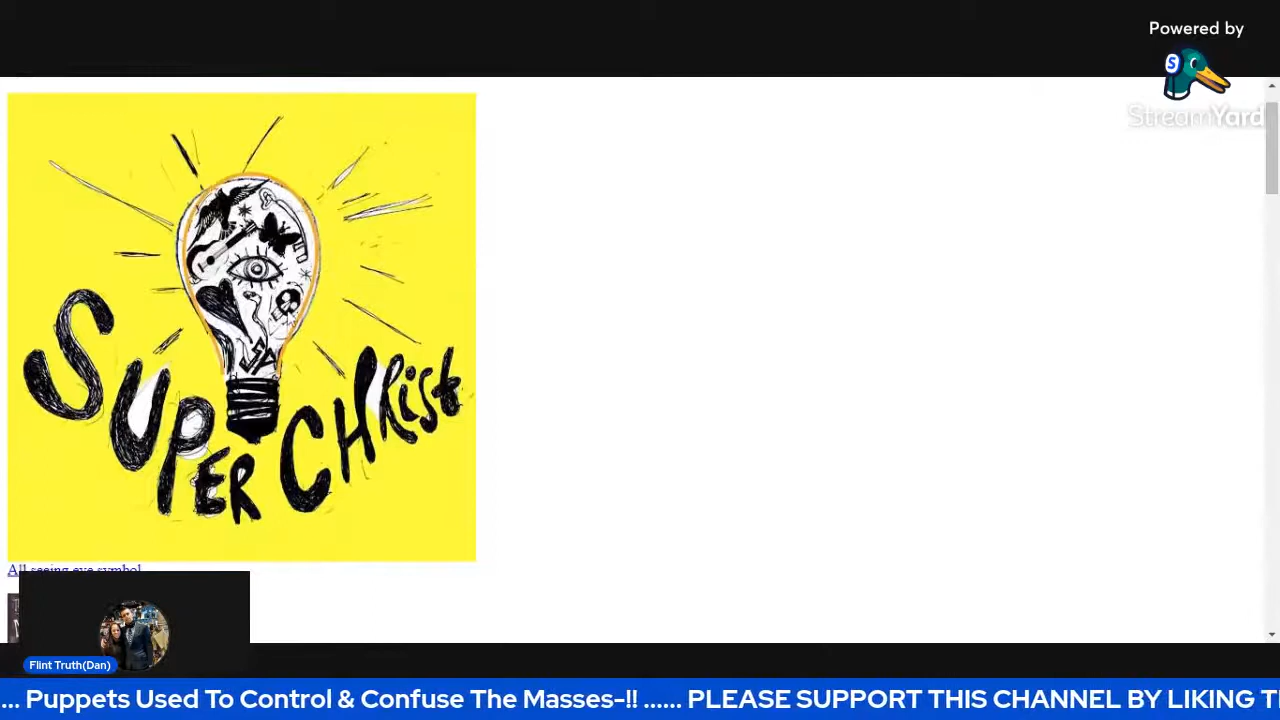 Powered by
StreamYard
SUPER CHRist
All seeing eye symbol
Flint Truth(Dan)
... Puppets Used To Control & Confuse The Masses-!! ...... PLEASE SUPPORT THIS CHANNEL BY LIKING T